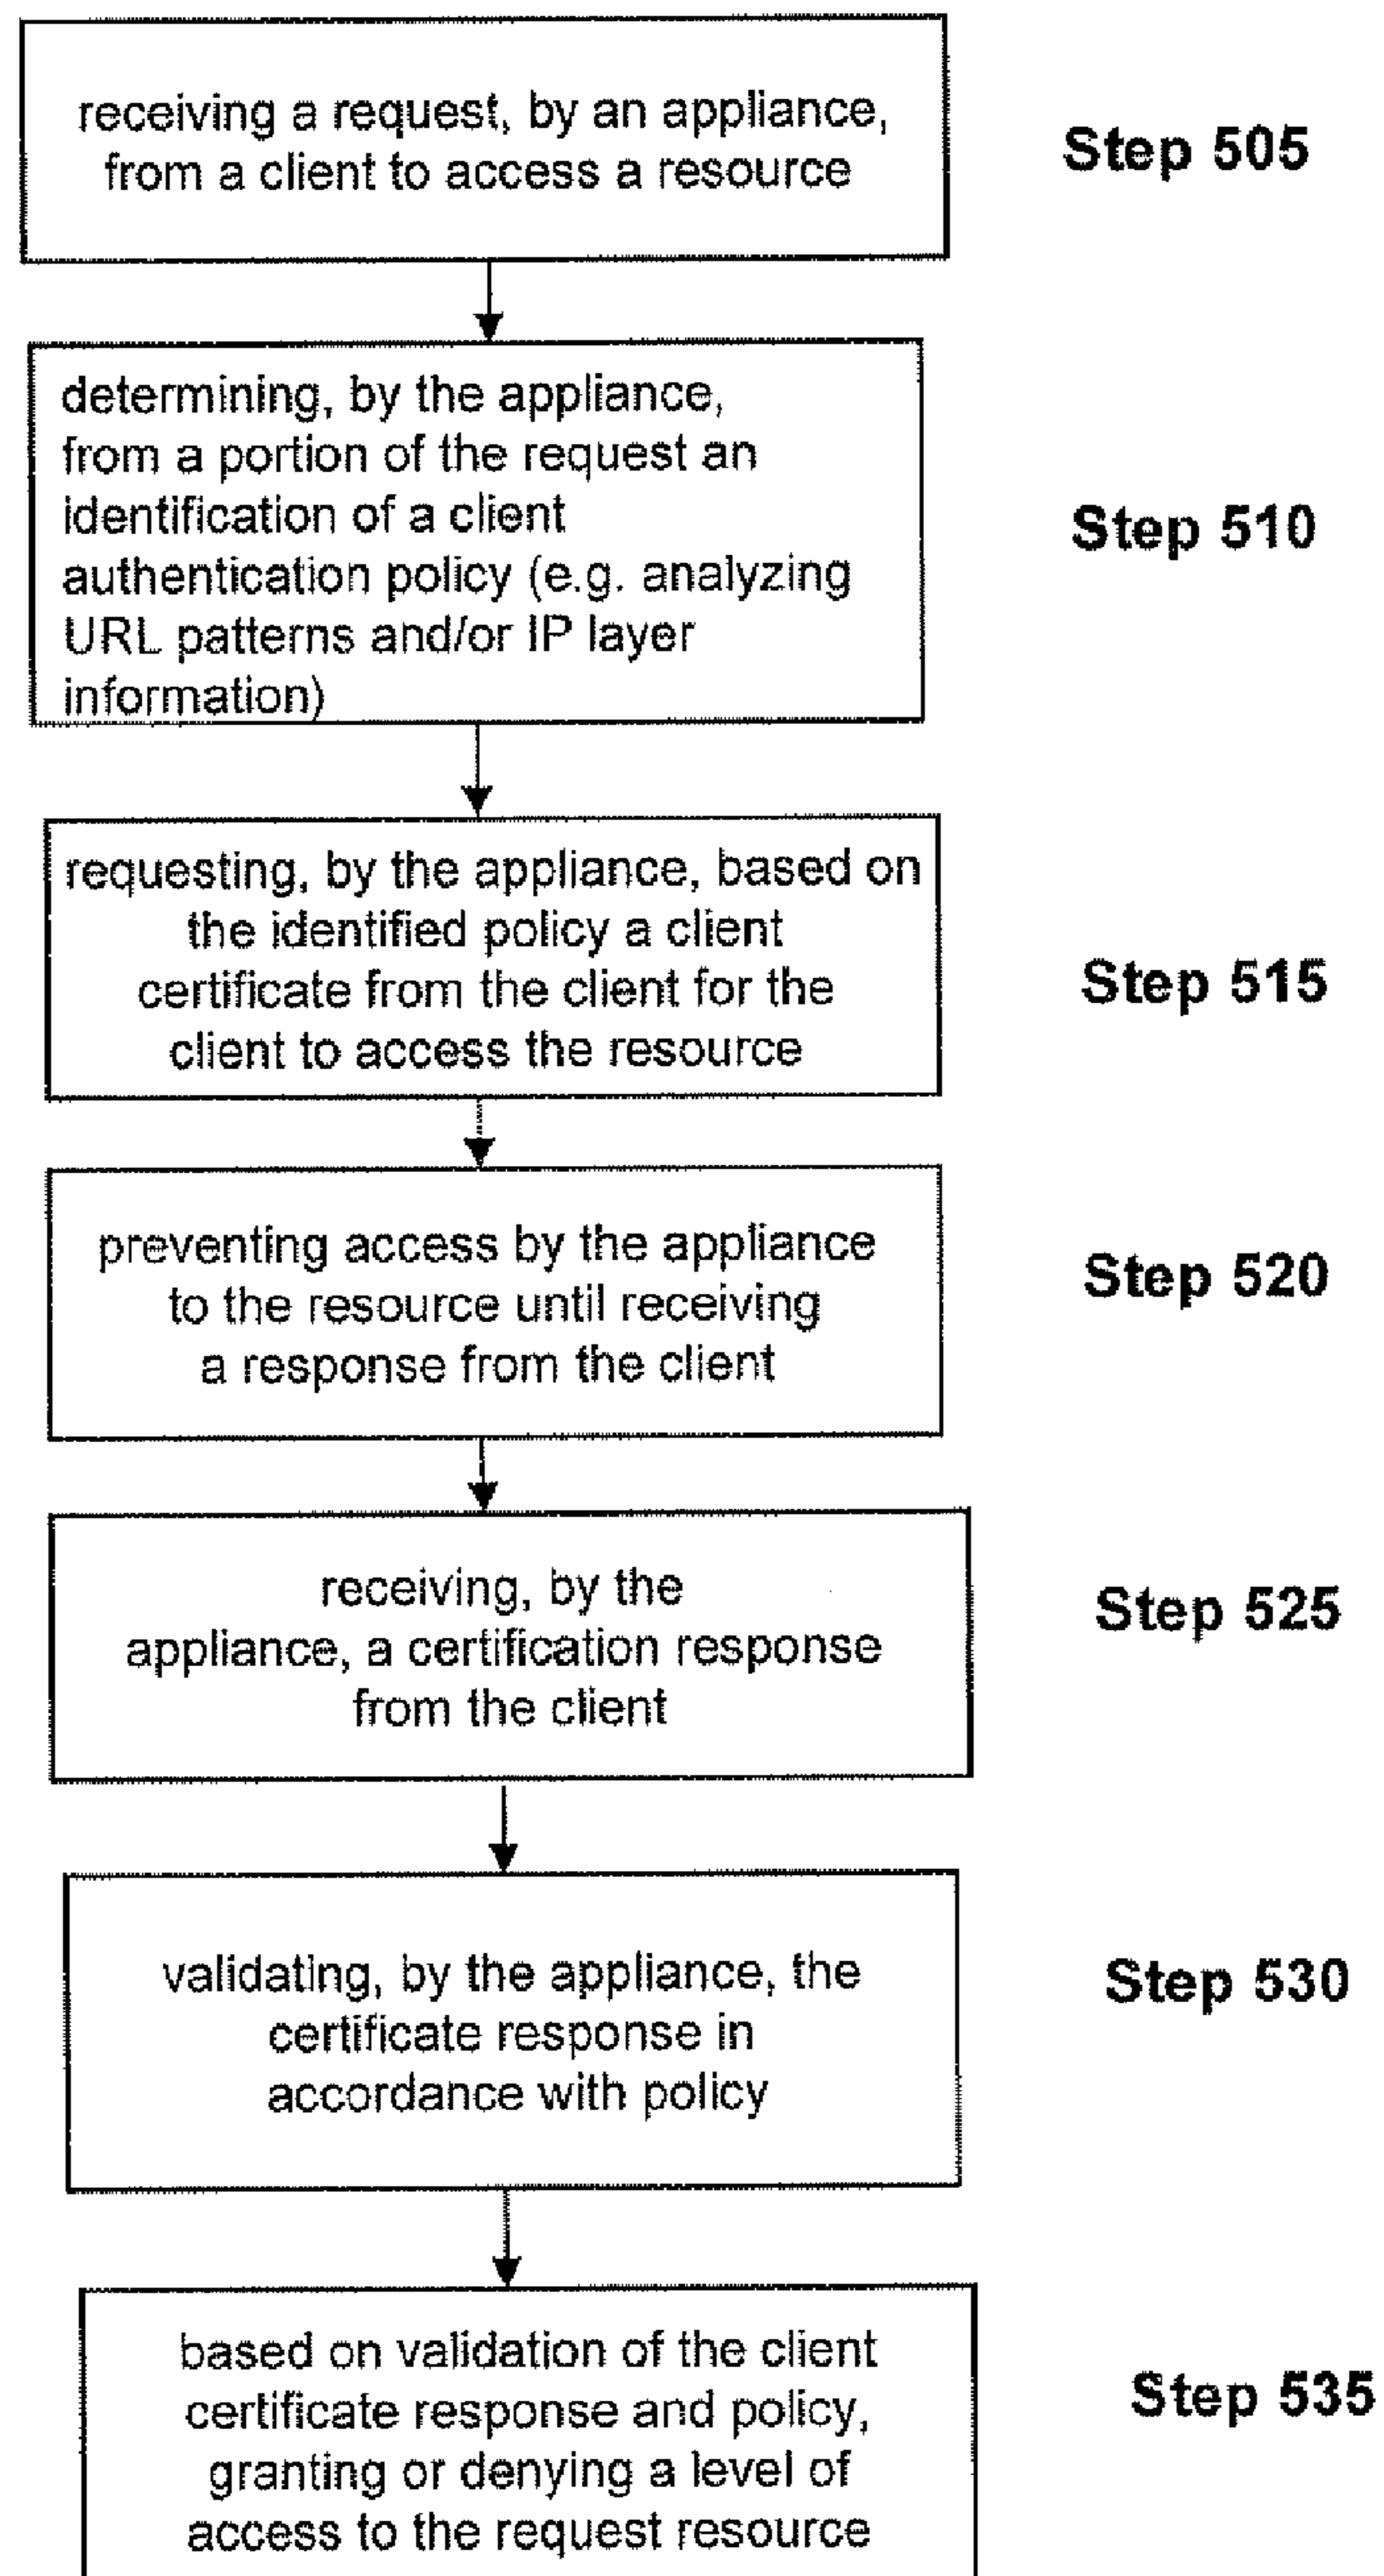 receiving a request, by an appliance,
from a client to access a resource
Step 505
determining, by the appliance,
from a portion of the request an
identification of a client
authentication policy (e.g. analyzing
URL patterns and/or IP layer
information)
Step 510
requesting, by the appliance, based on
the identified policy a client
certificate from the client for the
client to access the resource
Step 515
preventing access by the appliance
to the resource until receiving
a response from the client
Step 520
receiving, by the
appliance, a certification response
from the client
Step 525
validating, by the appliance, the
certificate response in
accordance with policy
Step 530
based on validation of the client
certificate response and policy,
granting or denying a level of
access to the request resource
Step 535